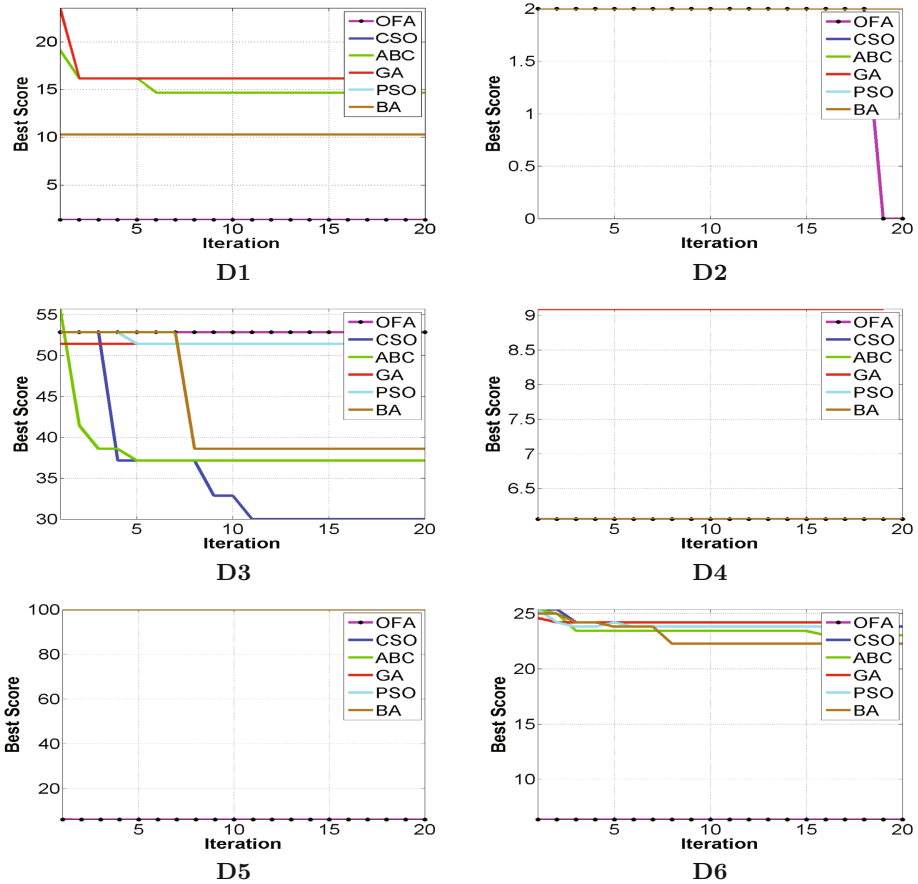 20
15
10
5
Best Score
5
10
15
20
Iteration
OFA
CSO
ABC
GA
PSO
BA
D1
2
1.5
1
0.5
0
Best Score
5
10
15
20
Iteration
OFA
CSO
ABC
GA
PSO
BA
D2
55
50
45
40
35
30
Best Score
5
10
15
20
Iteration
OFA
CSO
ABC
GA
PSO
BA
D3
9
8.5
8
7.5
7
6.5
Best Score
5
10
15
20
Iteration
OFA
CSO
ABC
GA
PSO
BA
D4
100
80
60
40
20
Best Score
5
10
15
20
Iteration
OFA
CSO
ABC
GA
PSO
BA
D5
25
20
15
10
Best Score
5
10
15
20
Iteration
OFA
CSO
ABC
GA
PSO
BA
D6